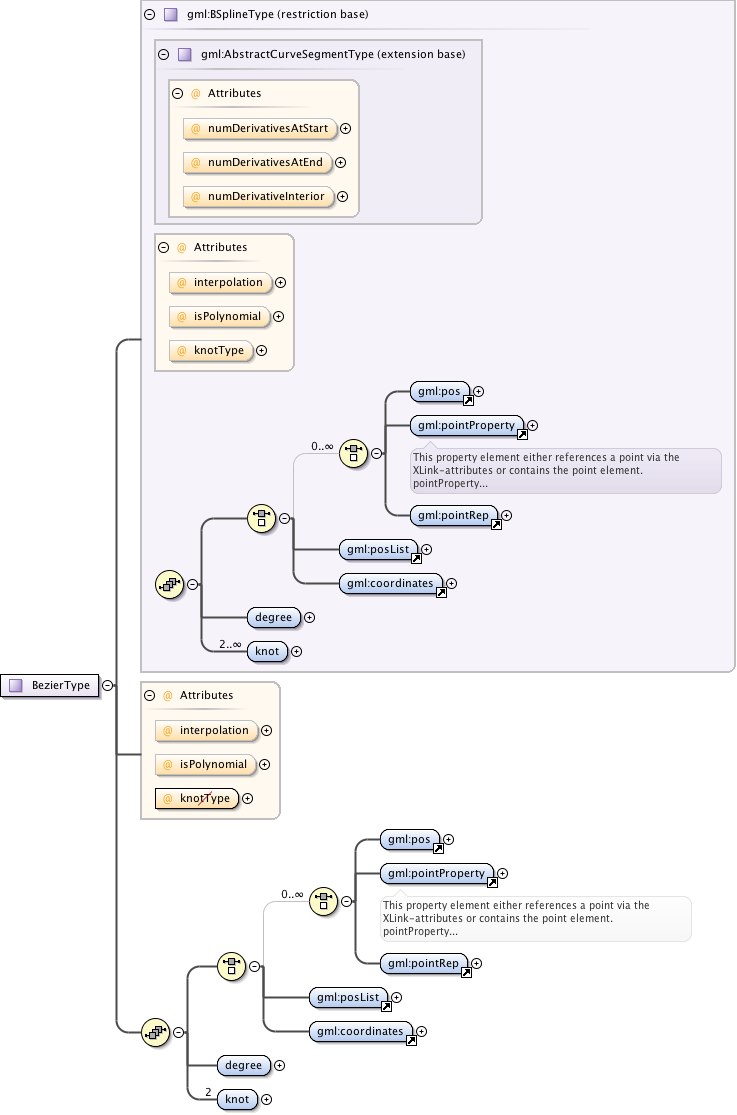 gml:BSplineType (restriction base)
gml:AbstractCurveSegmentType (extension base)
@ Attributes
@ numDerivativesAtStart
@ numDerivativesAtEnd
@ numDerivativeInterior
@ Attributes
@ interpolation
@ isPolynomial
@ knotType
gml:pos
gml:pointProperty
0..∞
This property element either references a point via the
XLink-attributes or contains the point element.
pointProperty...
gml:pointRep
gml:posList
gml:coordinates
degree
2..∞
knot
BezierType
@ Attributes
@ interpolation
@ isPolynomial
@ knotType
gml:pos
gml:pointProperty
0..∞
This property element either references a point via the
XLink-attributes or contains the point element.
pointProperty...
gml:pointRep
gml:posList
gml:coordinates
degree
2
knot